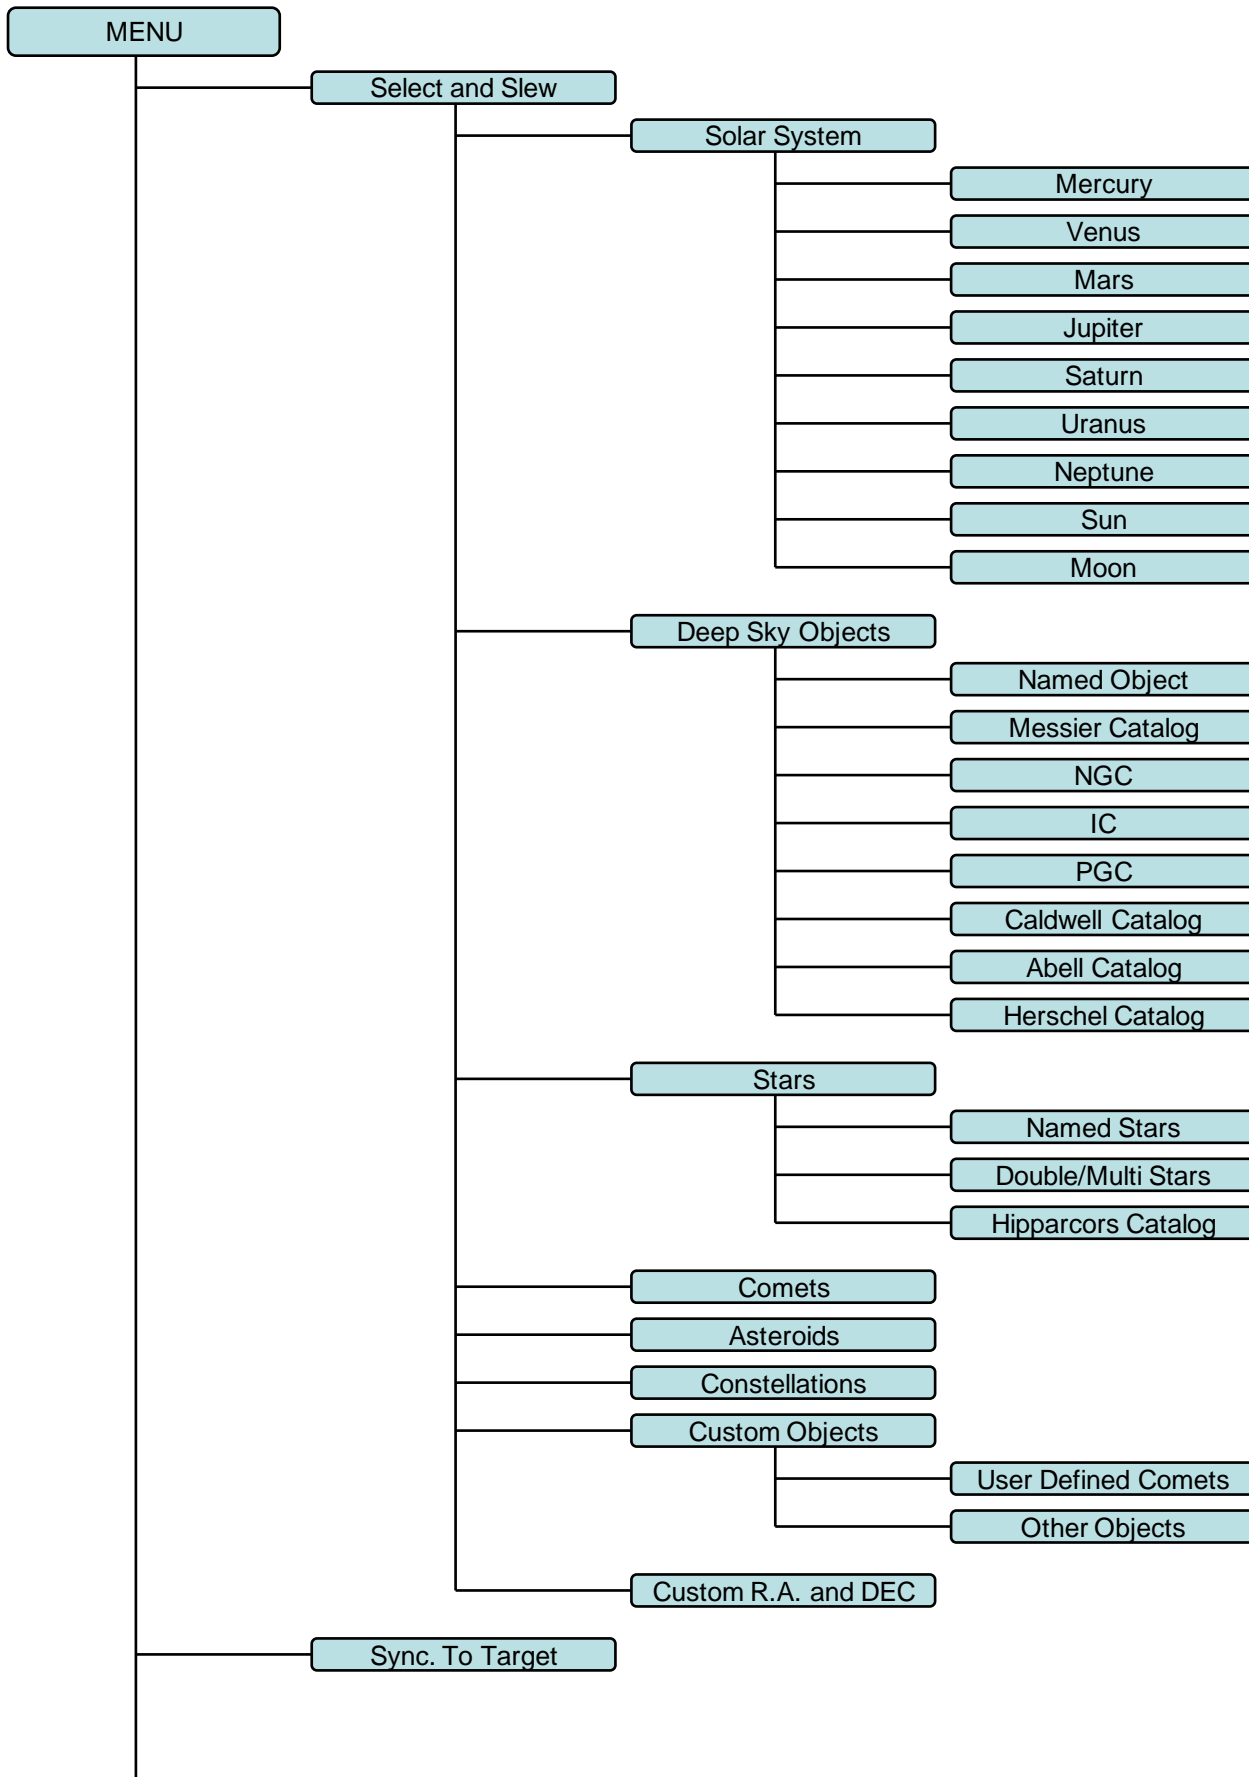 MENU
Select and Slew
Solar System
Mercury
Venus
Mars
Jupiter
Saturn
Uranus
Neptune
Sun
Moon
Deep Sky Objects
Named Object
Messier Catalog
NGC
IC
PGC
Caldwell Catalog
Abell Catalog
Herschel Catalog
Stars
Named Stars
Double/Multi Stars
Hipparcors Catalog
Comets
Asteroids
Constellations
Custom Objects
User Defined Comets
Other Objects
Custom R.A. and DEC
Sync. To Target